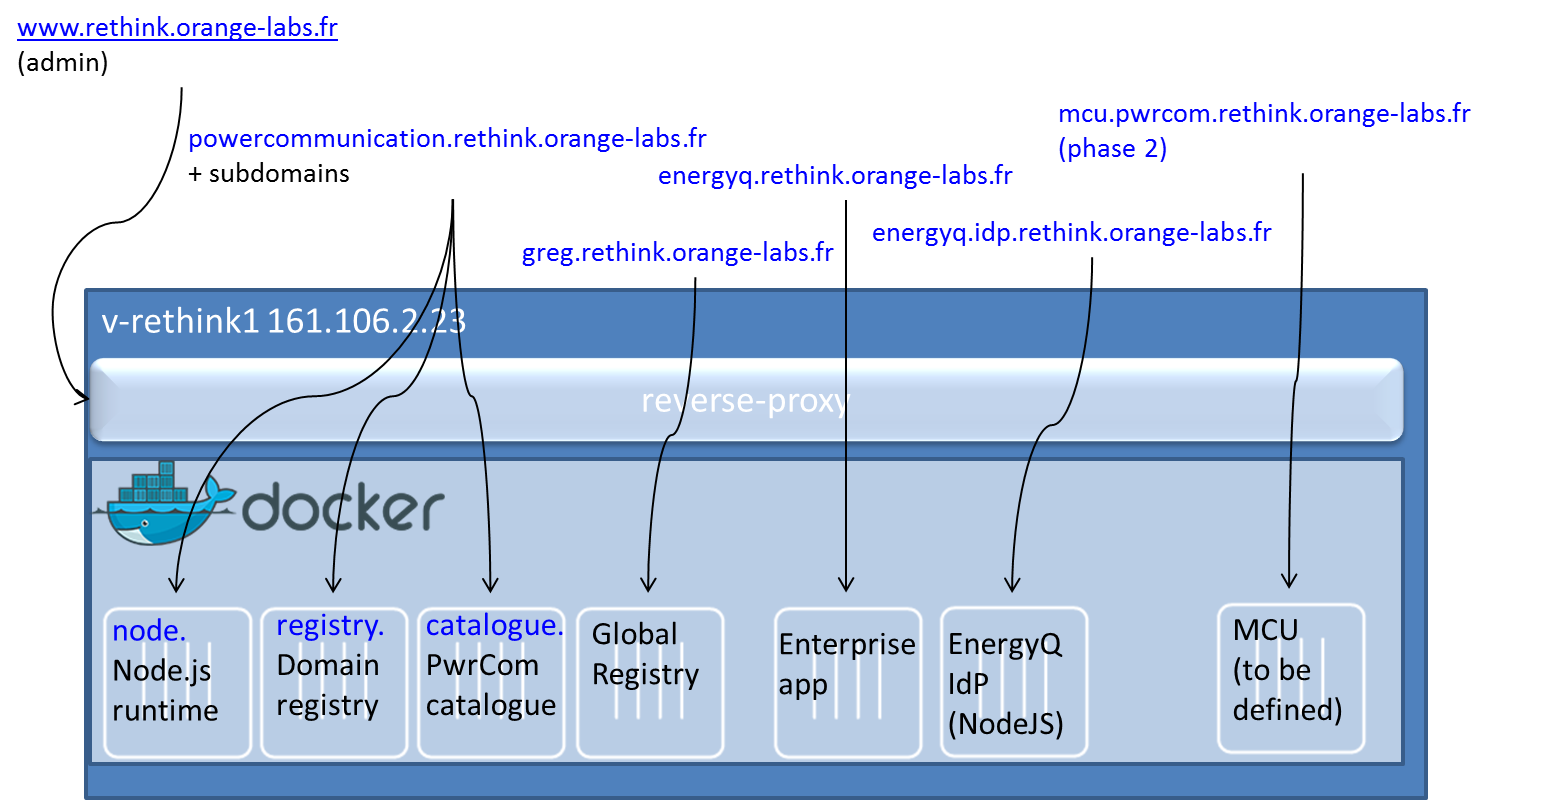 www.rethink.orange-labs.fr
(admin)
powercommunication.rethink.orange-labs.fr
+ subdomains
mcu.pwrcom.rethink.orange-labs.fr
(phase 2)
energyq.rethink.orange-labs.fr
energyq.idp.rethink.orange-labs.fr
greg.rethink.orange-labs.fr
v-rethink1 161.106.2.23
reverse-proxy
docker
node.
Node.js
runtime
registry.
Domain
registry
catalogue.
PwrCom
catalogue
Global
Registry
Enterprise
app
EnergyQ
IdP
(NodeJS)
MCU
(to be
defined)